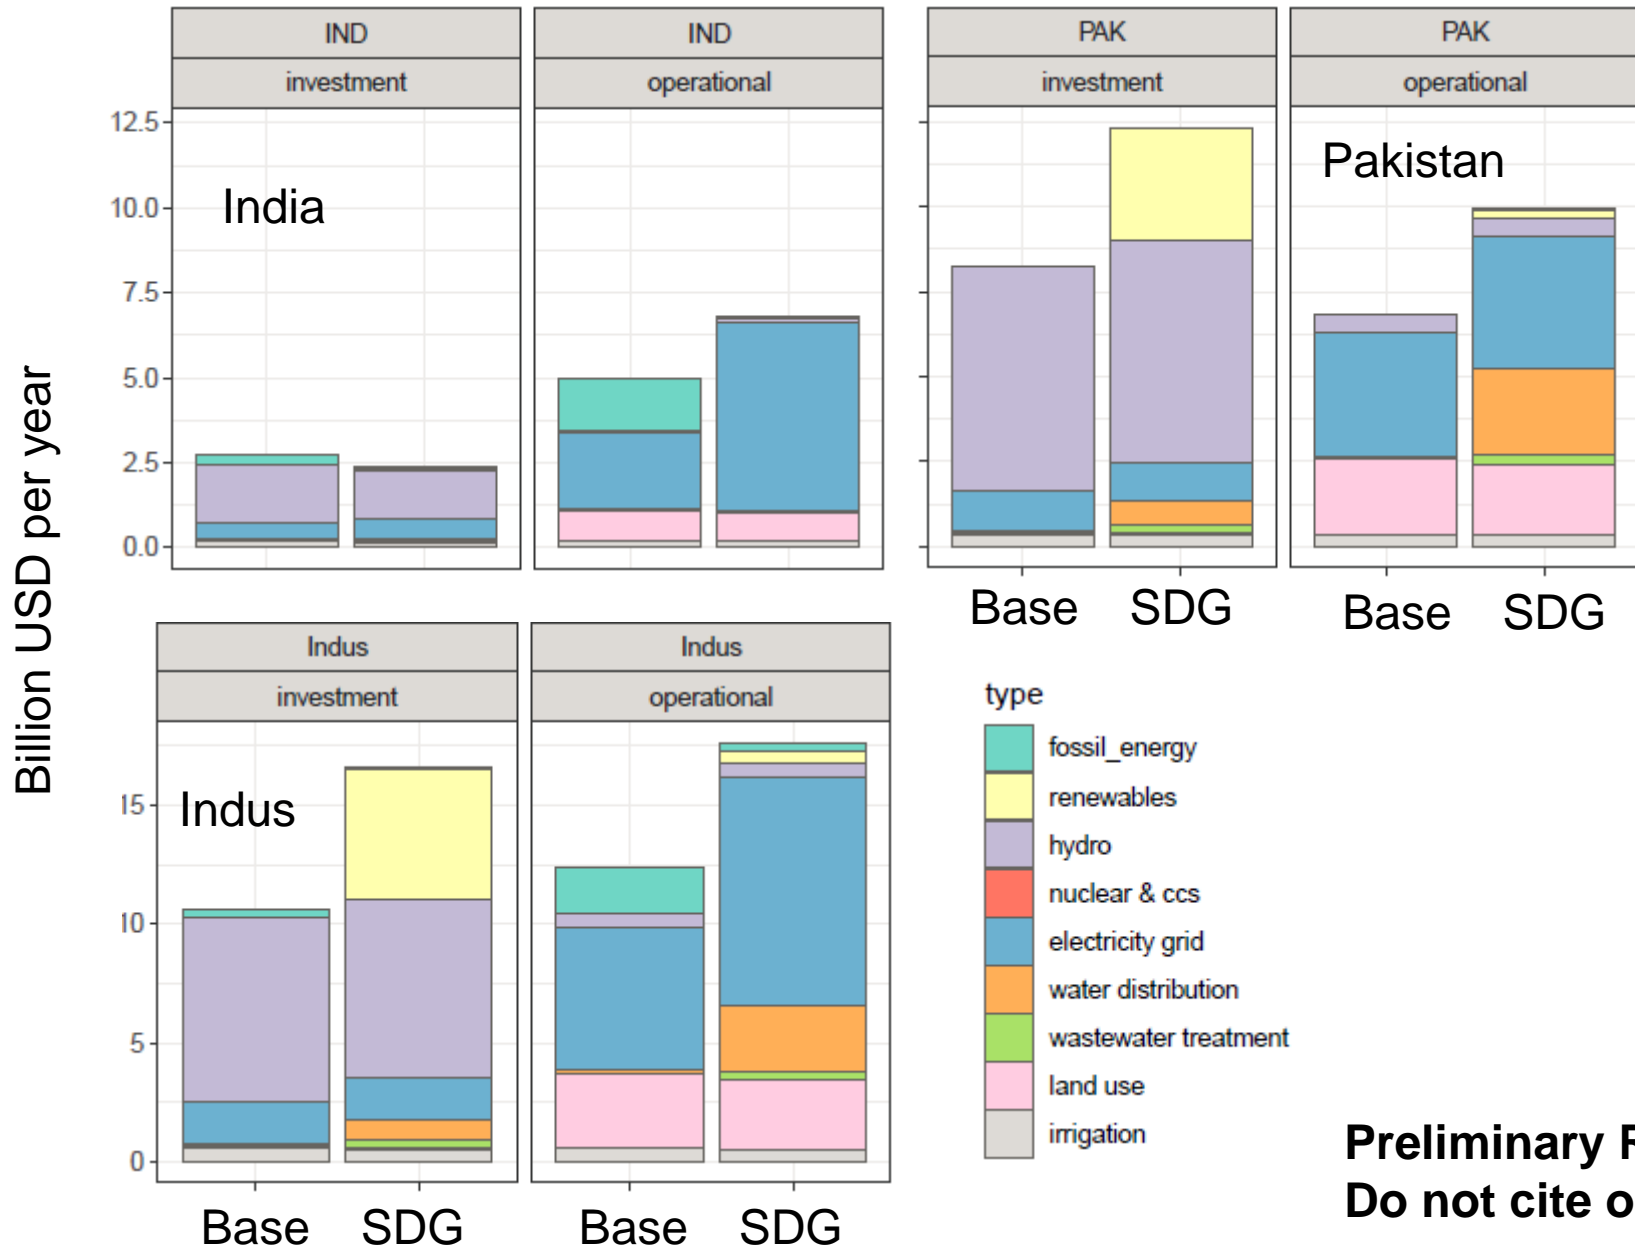 IND
IND
PAK
PAK
investment
operational
investment
operational
12.5
10.0
7.5
5.0
2.5
0.0
India
Pakistan
Billion USD per year
Base SDG
Base SDG
Indus
Indus
investment
operational
15
10
5
0
Indus
Base SDG
Base SDG
type
fossil_energy
renewables
hydro
nuclear & ccs
electricity grid
water distribution
wastewater treatment
land use
irrigation
Preliminary
Do not cite